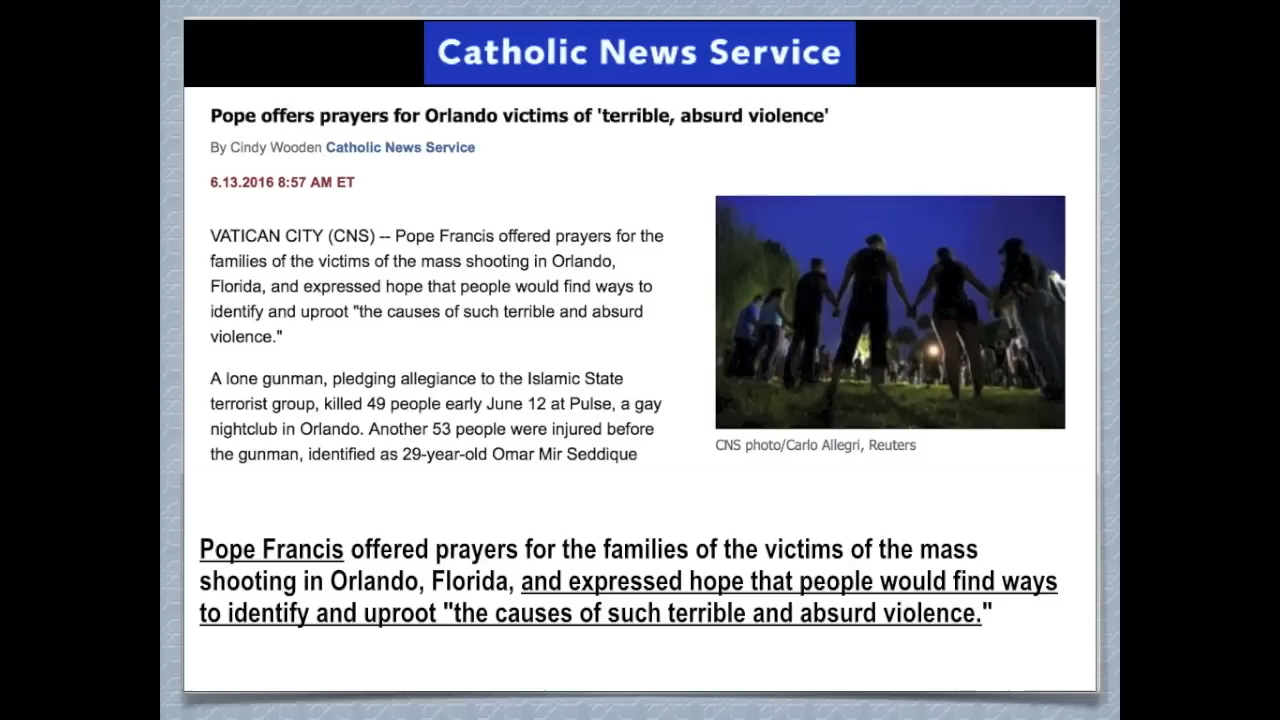 Catholic News Service
Pope offers prayers for Orlando victims of 'terrible, absurd violence'
By Cindy Wooden Catholic News Service
6.13.2016 8:57 AM ET
VATICAN CITY (CNS) -- Pope Francis offered prayers for the
families of the victims of the mass shooting in Orlando,
Florida, and expressed hope that people would find ways to
identify and uproot "the causes of such terrible and absurd
violence."
A lone gunman, pledging allegiance to the Islamic State
terrorist group, killed 49 people early June 12 at Pulse, a gay
nightclub in Orlando. Another 53 people were injured before
the gunman, identified as 29-year-old Omar Mir Seddique
CNS photo/Carlo Allegri, Reuters
Pope Francis offered prayers for the families of the victims of the mass
shooting in Orlando, Florida, and expressed hope that people would find ways
to identify and uproot "the causes of such terrible and absurd violence."